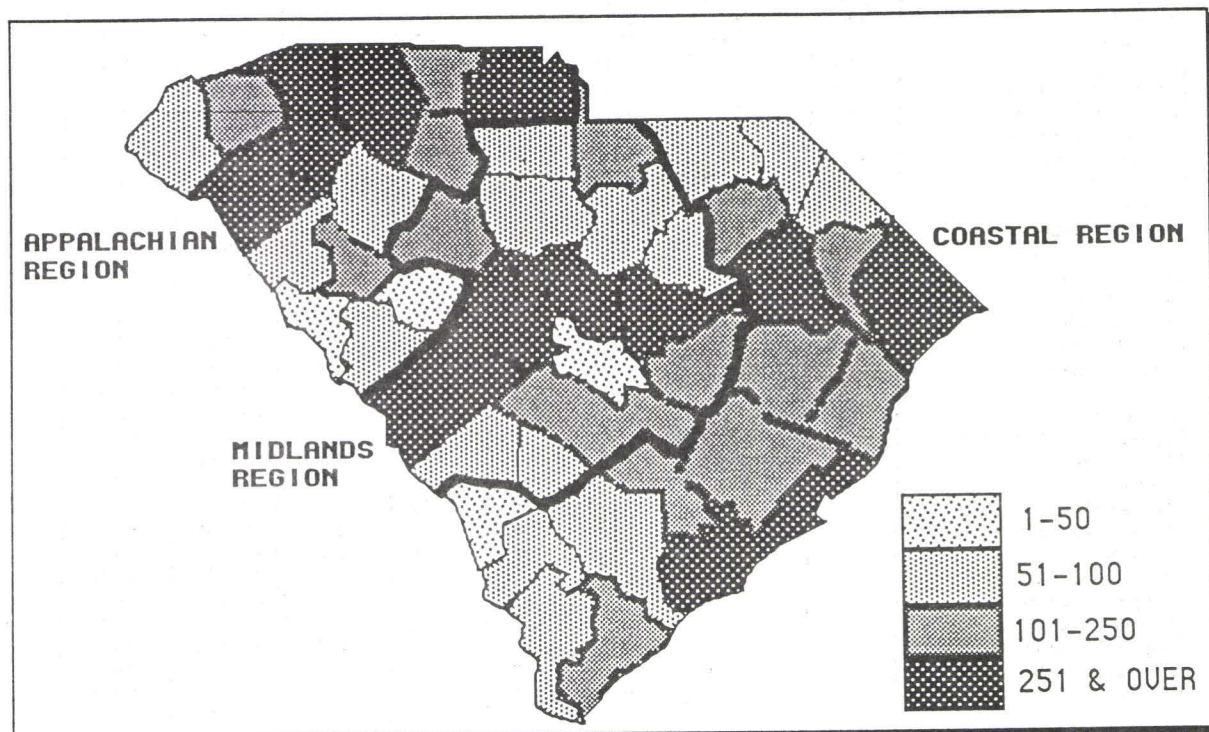 APPALACHIAN
REGION
COASTAL REGION
MIDLANDS
REGION
1-50
51-100
101-250
251 & OVER